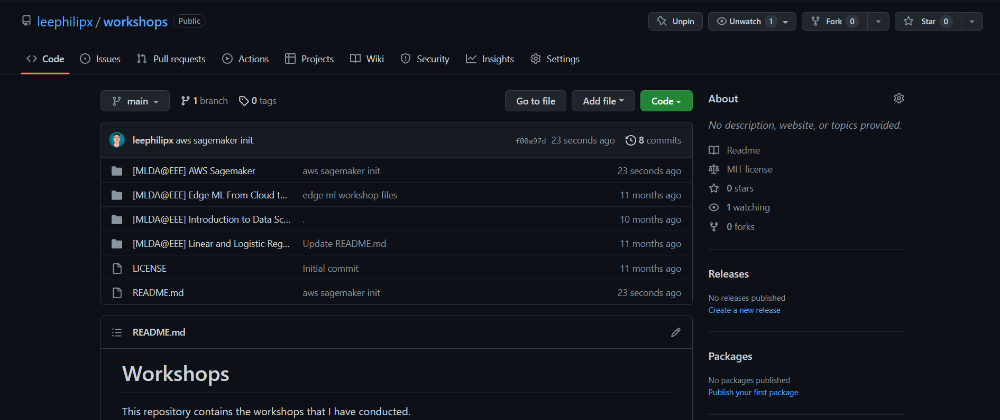 leephilipx / workshops Public Unpin Unwatch 1 Fork 0 Star 0
Code Issues Pull requests Actions Projects Wiki Security Insights Settings
main 1 branch 0 tags Go to file Add file Code
leephilipx aws sagemaker init f00a97d 23 seconds ago 8 commits
[MLDA@EEE] AWS Sagemaker aws sagemaker init 23 seconds ago
[MLDA@EEE] Edge ML From Cloud t... edge ml workshop files 11 months ago
[MLDA@EEE] Introduction to Data Sc... . 10 months ago
[MLDA@EEE] Linear and Logistic Reg... Update README.md 11 months ago
LICENSE Initial commit 11 months ago
README.md aws sagemaker init 23 seconds ago
README.md
Workshops
This repository contains the workshops that I have conducted.
About
No description, website, or topics provided.
Readme
MIT license
0 stars
1 watching
0 forks
Releases
No releases published
Create a new release
Packages
No packages published
Publish your first package